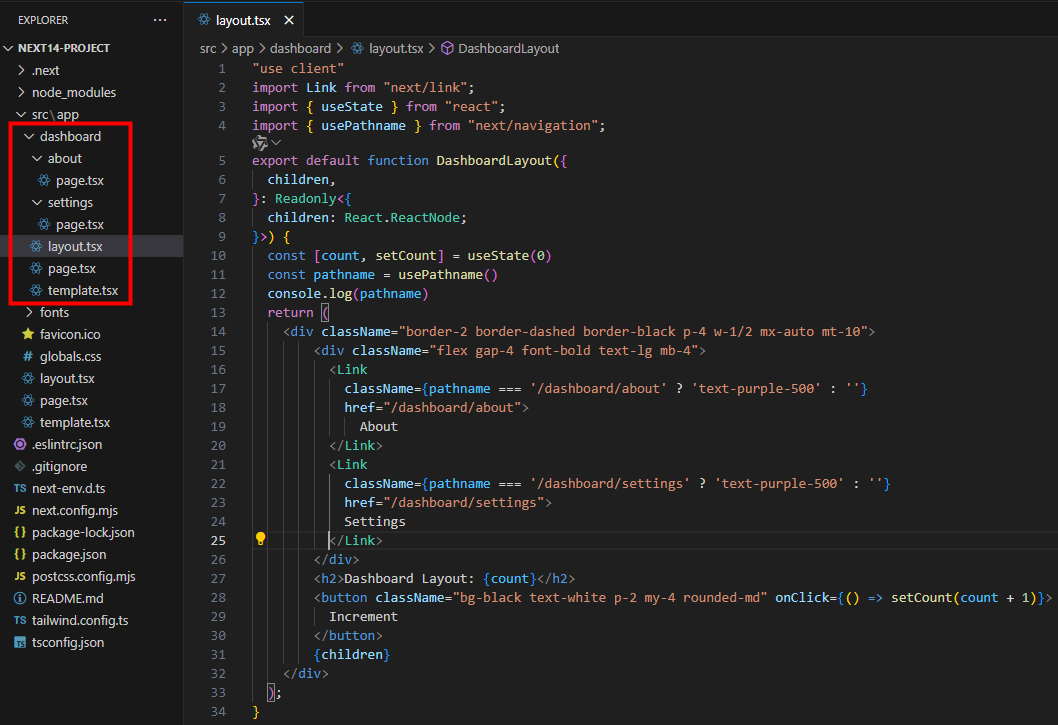 EXPLORER
...
NEXT14-PROJECT
.next
node_modules
src\app
dashboard
about
page.tsx
settings
page.tsx
layout.tsx
page.tsx
template.tsx
fonts
favicon.ico
# globals.css
layout.tsx
page.tsx
template.tsx
.eslintrc.json
.gitignore
TS next-env.d.ts
JS next.config.mjs
{} package-lock.json
{} package.json
JS postcss.config.mjs
README.md
TS tailwind.config.ts
TS tsconfig.json
layout.tsx
src > app > dashboard > layout.tsx > DashboardLayout
1 "use client"
2 import Link from "next/link";
3 import { useState } from "react";
4 import { usePathname } from "next/navigation";
5 export default function DashboardLayout({
6   children,
7 }: Readonly<{
8   children: React.ReactNode;
9 }>) {
10   const [count, setCount] = useState(0)
11   const pathname = usePathname()
12   console.log(pathname)
13   return (
14     <div className="border-2 border-dashed border-black p-4 w-1/2 mx-auto mt-10">
15         <div className="flex gap-4 font-bold text-lg mb-4">
16           <Link
17             className={pathname === '/dashboard/about' ? 'text-purple-500' : ''}
18             href="/dashboard/about">
19               About
20           </Link>
21           <Link
22             className={pathname === '/dashboard/settings' ? 'text-purple-500' : ''}
23             href="/dashboard/settings">
24             Settings
25           </Link>
26         </div>
27         <h2>Dashboard Layout: {count}</h2>
28         <button className="bg-black text-white p-2 my-4 rounded-md" onClick={() => setCount(count + 1)}>
29           Increment
30         </button>
31         {children}
32     </div>
33   );
34 }